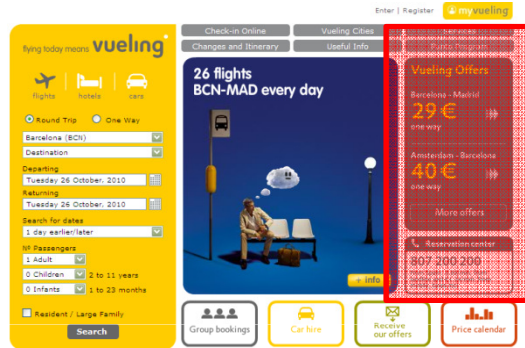 Enter | Register
myvueling
flying today means vueling
flights
hotels
cars
Round Trip
One Way
Barcelona (BCN)
Destination
Departing
Tuesday 26 October, 2010
Returning
Tuesday 26 October, 2010
Search for dates
1 day earlier/later
Nº Passengers
1 Adult
0 Children
2 to 11 years
0 Infants
1 to 23 months
Resident / Large Family
Search
Check-in Online
Vueling Cities
Services
Changes and Itinerary
Useful Info
Punto Program
26 flights
BCN-MAD every
day
+ info
Vueling Offers
Barcelona - Madrid
29 €
one way
Amsterdam - Barcelona
40 €
one way
More offers
Reservation center
807 200 200
Group bookings
Car hire
Receive
our offers
Price calendar